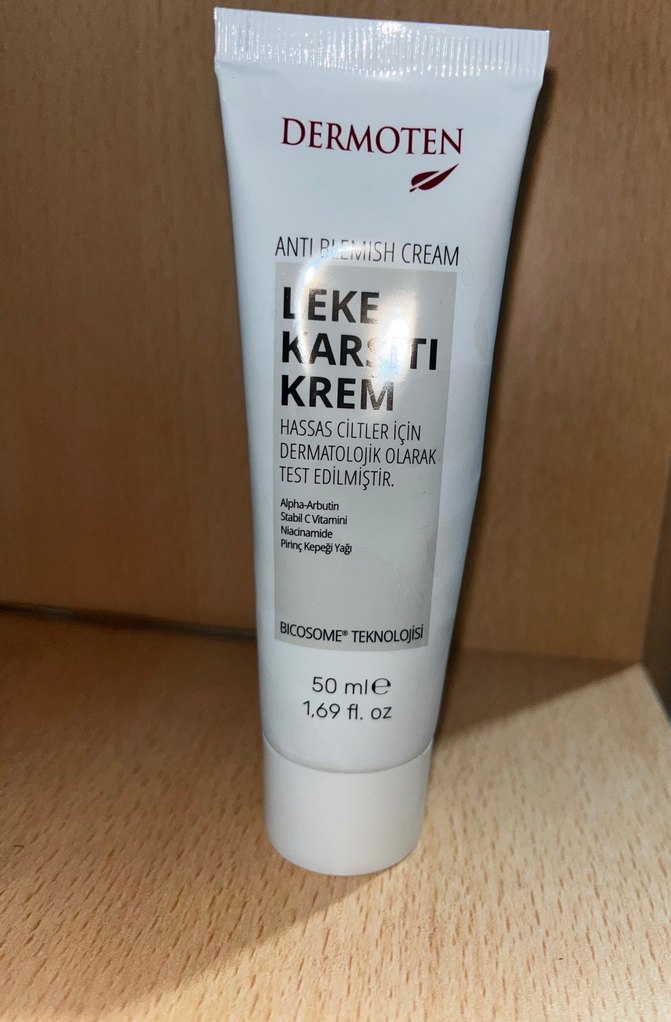 DERMOTEN
ANTI BLEMISH CREAM
LEKE
KARŞITI
KREM
HASSAS CİLTLER İÇİN
DERMATOLOJİK OLARAK
TEST EDİLMİŞTİR.
Alpha-Arbutin
Stabil C Vitamini
Niacinamide
Pirinç Kepeği Yağı
BICOSOME® TEKNOLOJİSİ
50 ml℮
1,69 fl. oz